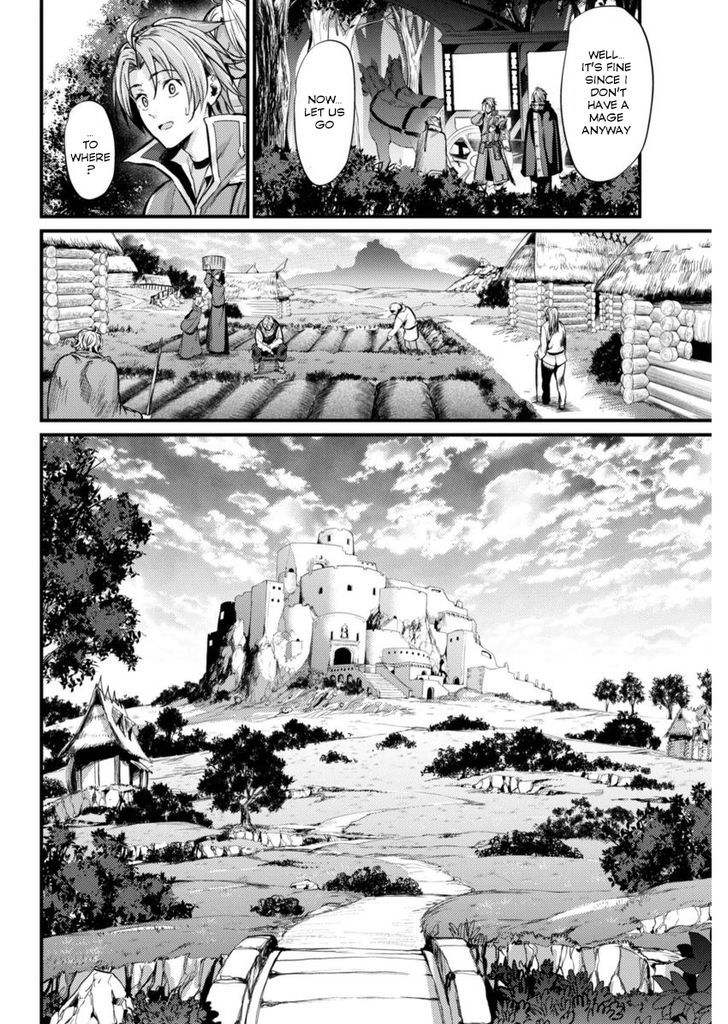 WELL...
IT'S FINE
SINCE I
DON'T
HAVE A
MAGE
ANYWAY
NOW...
LET US
GO
...
TO
WHERE?